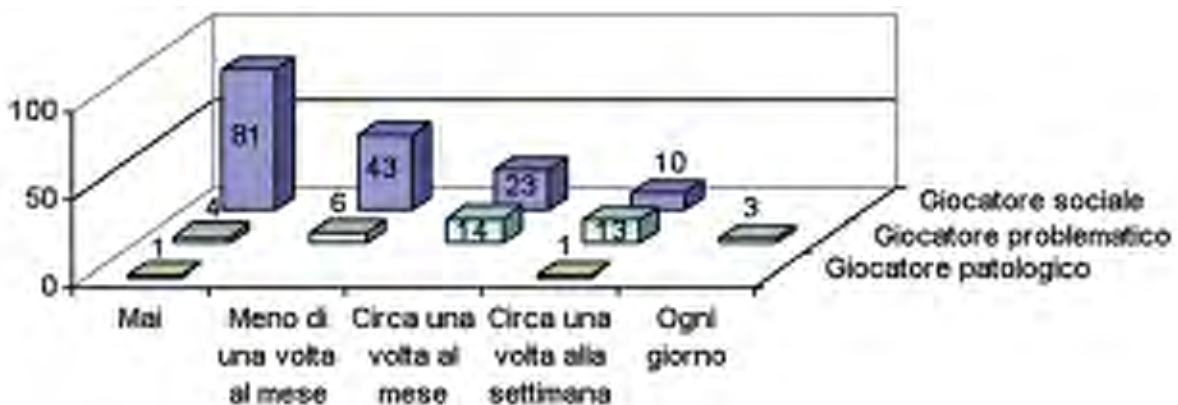 100
50
0
81
43
23
10
4
6
14
13
3
1
1
Giocatore sociale
Giocatore problematico
Giocatore patologico
Mai
Meno di
una volta
al mese
Circa una
volta al
mese
Circa una
volta alla
settimana
Ogni
giorno